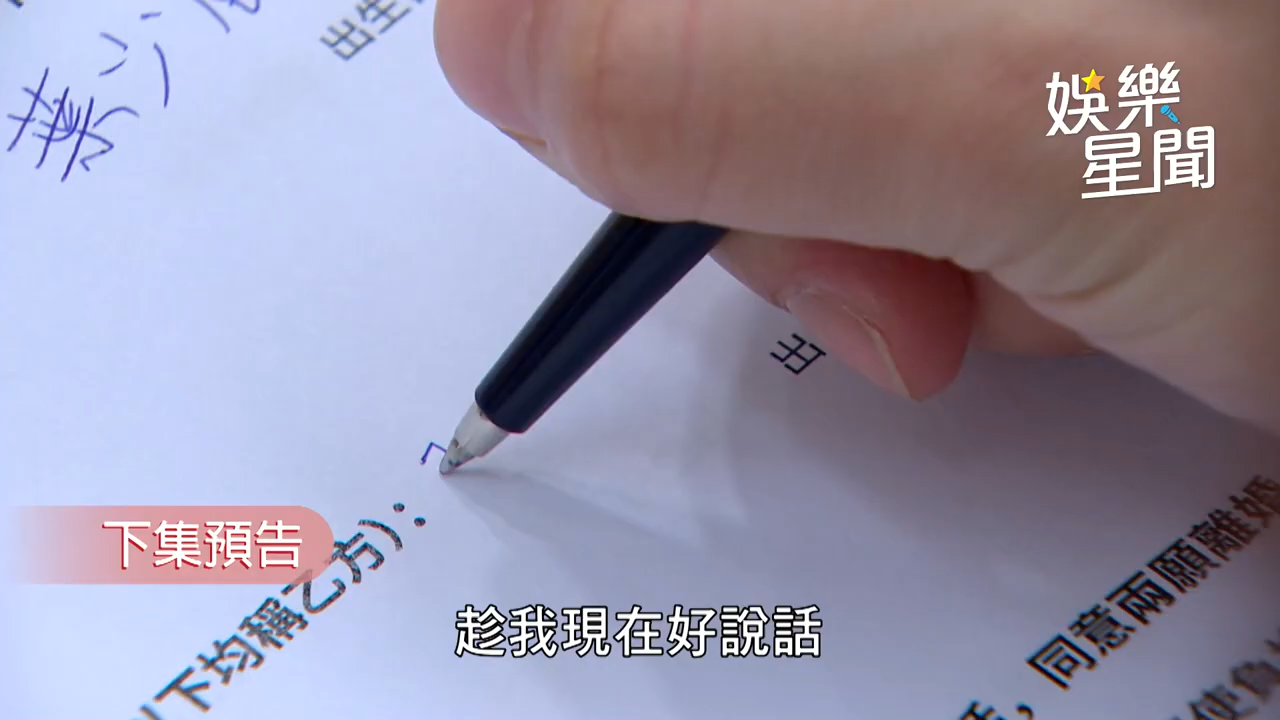 出生
娛樂
星聞
出
下集預告
以下均稱乙方）：
同意兩願離婚
趁我現在好說話